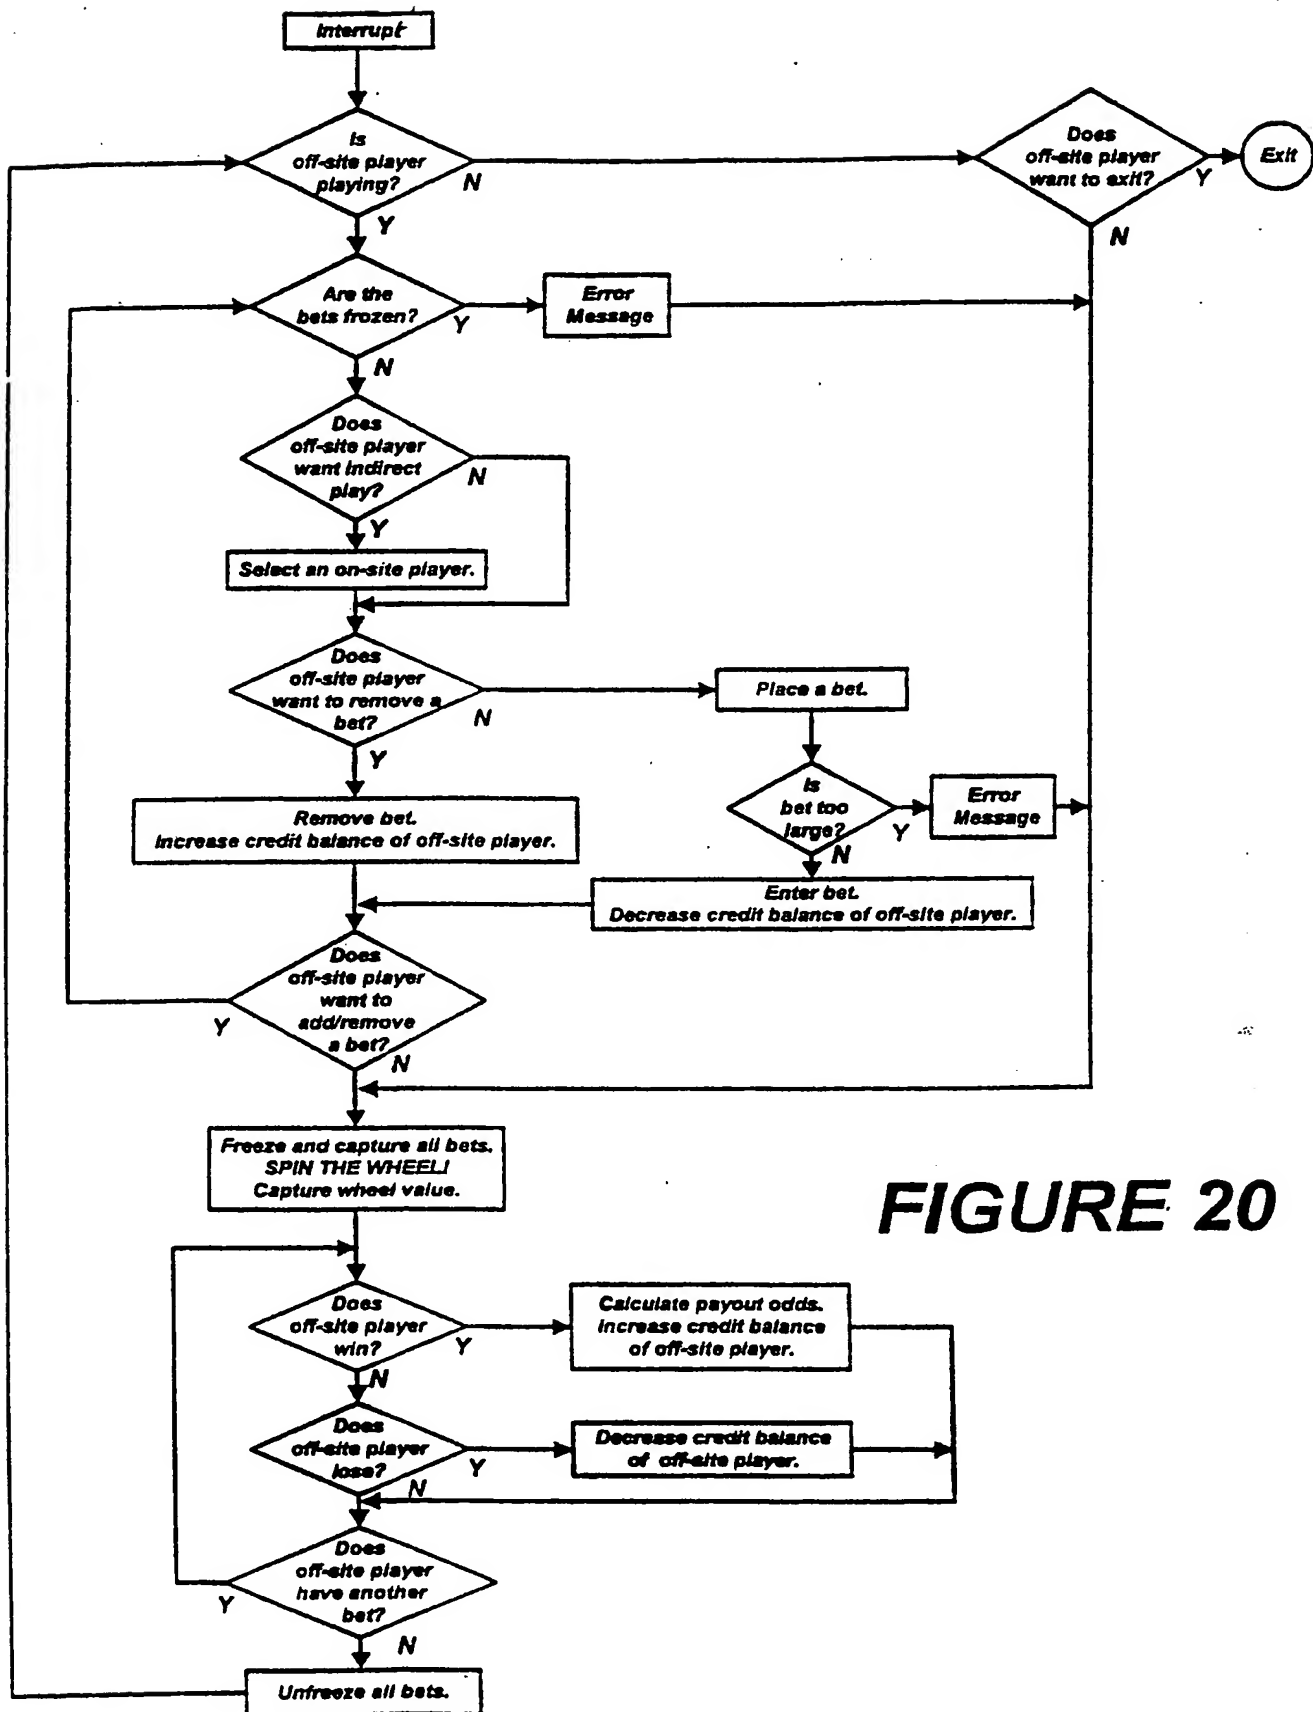 Interrupt
Is
off-site player
playing?
N
Y
Does
off-site player
want to exit?
Y
Exit
N
Are the
bets frozen?
Y
Error
Message
N
Does
off-site player
want indirect
play?
N
Y
Select an on-site player.
Does
off-site player
want to remove a
bet?
N
Y
Place a bet.
Is
bet too
large?
Y
Error
Message
N
Remove bet.
Increase credit balance of off-site player.
Enter bet.
Decrease credit balance of off-site player.
Does
off-site player
want to
add/remove
a bet?
Y
N
Freeze and capture all bets.
SPIN THE WHEEL!
Capture wheel value.
FIGURE 20
Does
off-site player
win?
Y
Calculate payout odds.
Increase credit balance
of off-site player.
N
Does
off-site player
lose?
Y
Decrease credit balance
of off-site player.
N
Does
off-site player
have another
bet?
Y
N
Unfreeze all bets.